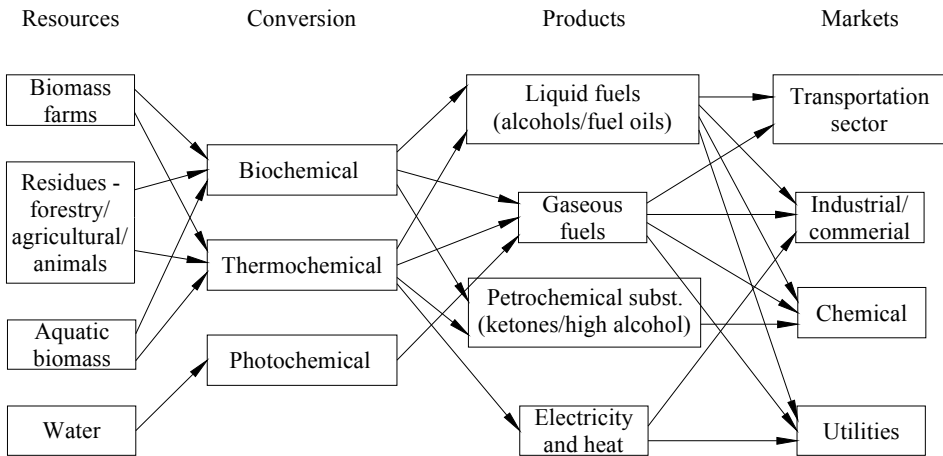 Resources
Conversion
Products
Markets
Biomass
farms
Residues -
forestry/
agricultural/
animals
Aquatic
biomass
Water
Biochemical
Thermochemical
Photochemical
Liquid fuels
(alcohols/fuel oils)
Gaseous
fuels
Petrochemical subst.
(ketones/high alcohol)
Electricity
and heat
Transportation
sector
Industrial/
commerial
Chemical
Utilities